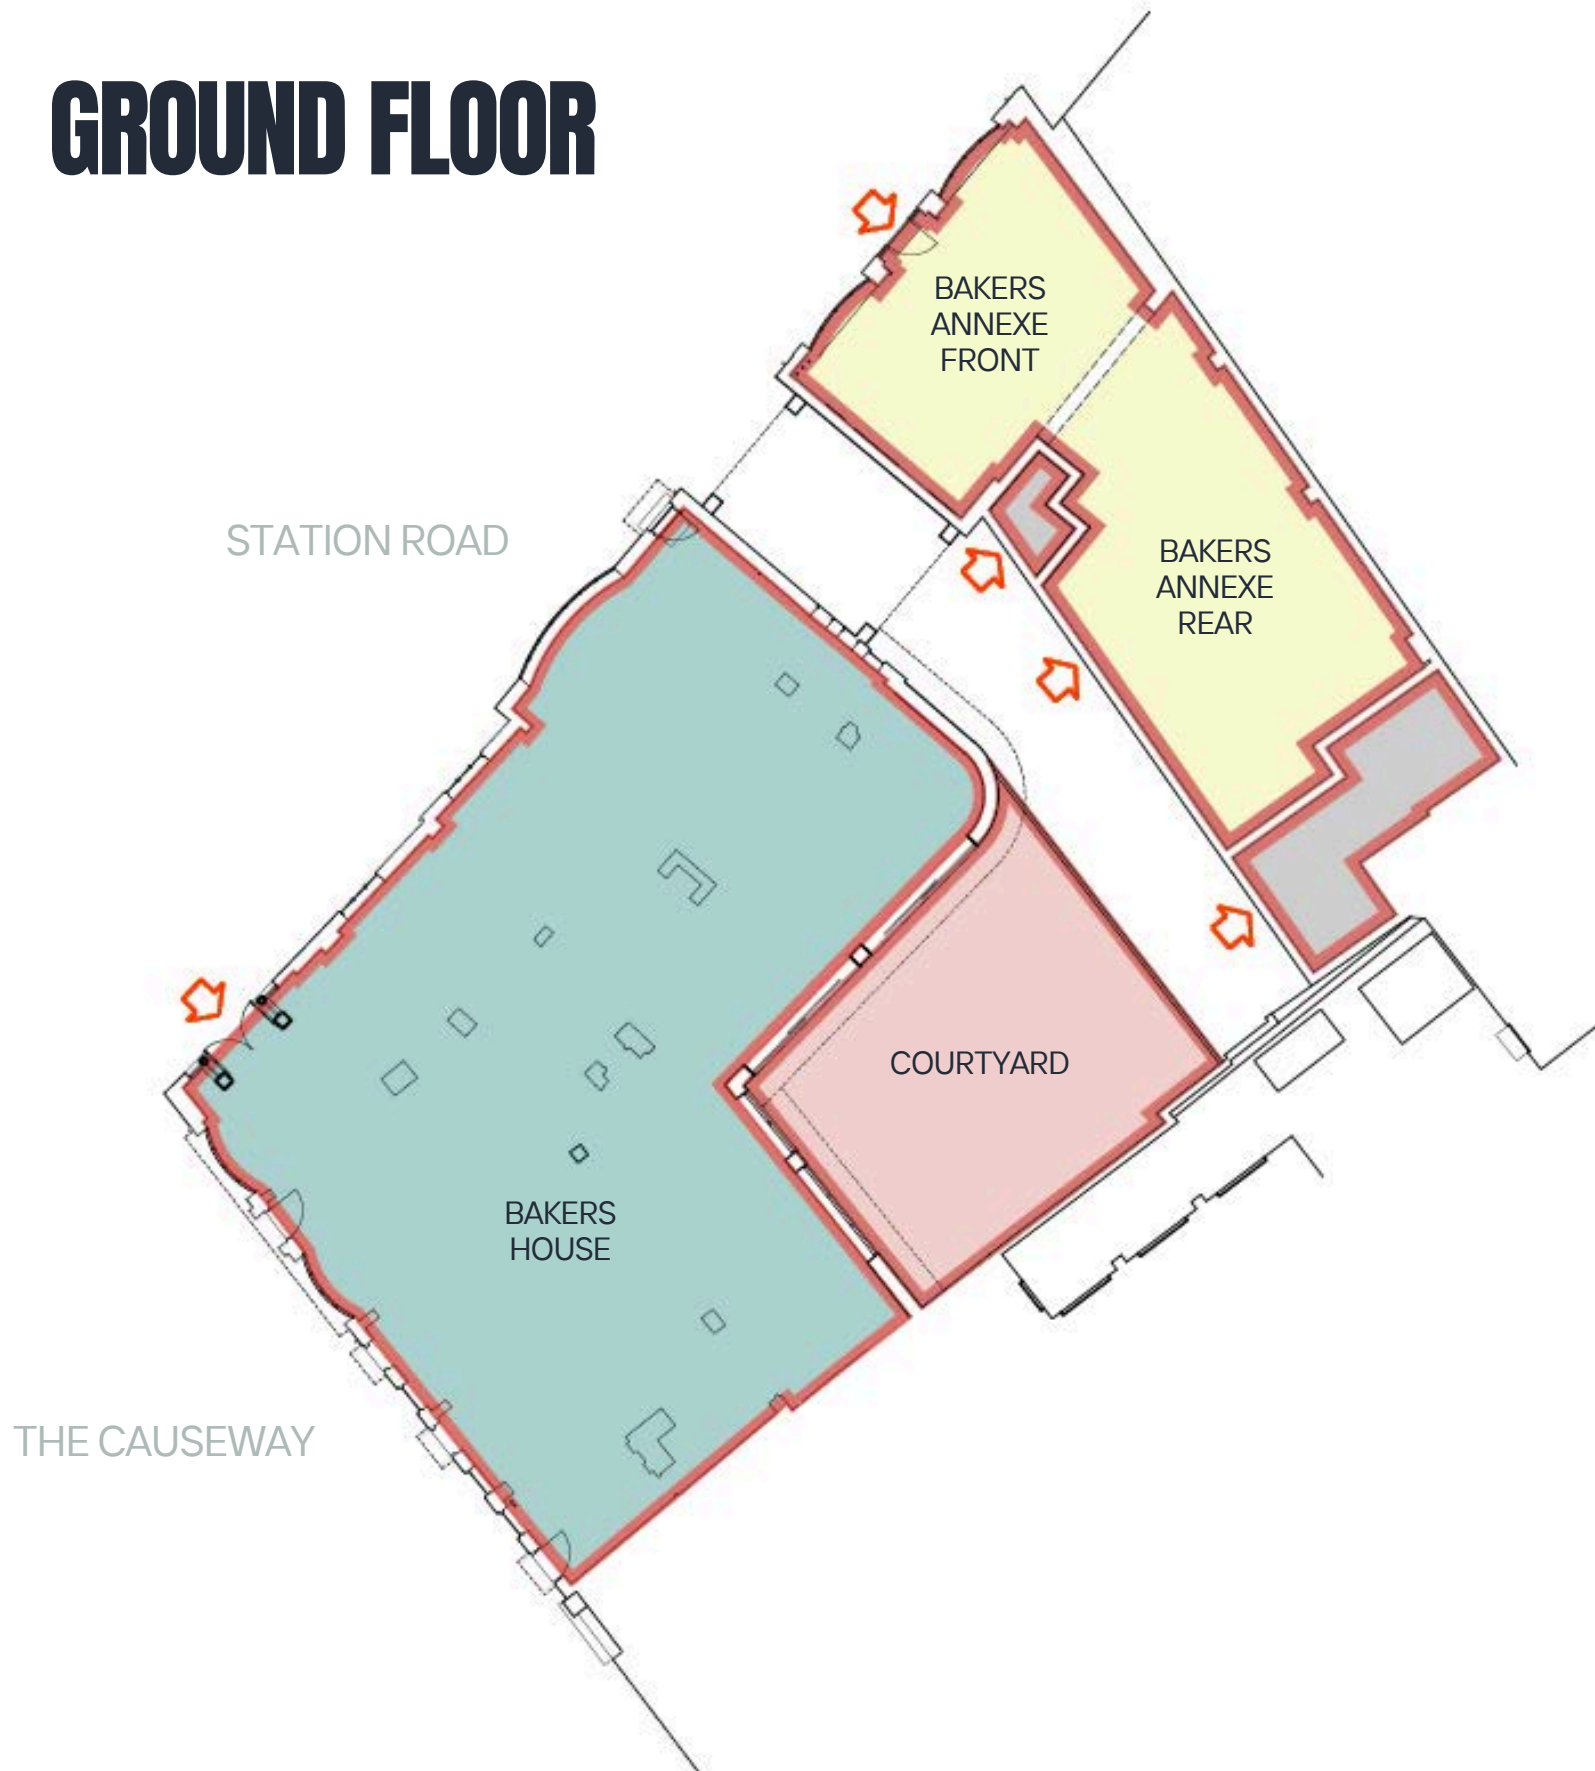 GROUND FLOOR
BAKERS
ANNEXE
FRONT
STATION ROAD
BAKERS
ANNEXE
REAR
COURTYARD
BAKERS
HOUSE
THE CAUSEWAY